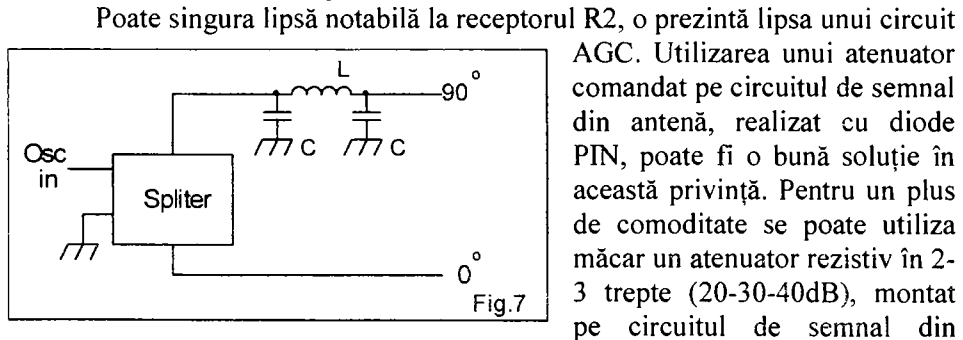 Poate singura lipsă notabilă la receptorul R2, o prezintă lipsa unui circuit
AGC. Utilizarea unui atenuator
comandat pe circuitul de semnal
din antenă, realizat cu diode
PIN, poate fi o bună soluție în
această privință. Pentru un plus
de comoditate se poate utiliza
măcar un atenuator rezistiv în 2-
3 trepte (20-30-40dB), montat
pe circuitul de semnal din
L
90°
C
C
Osc
in
Spliter
0°
Fig.7